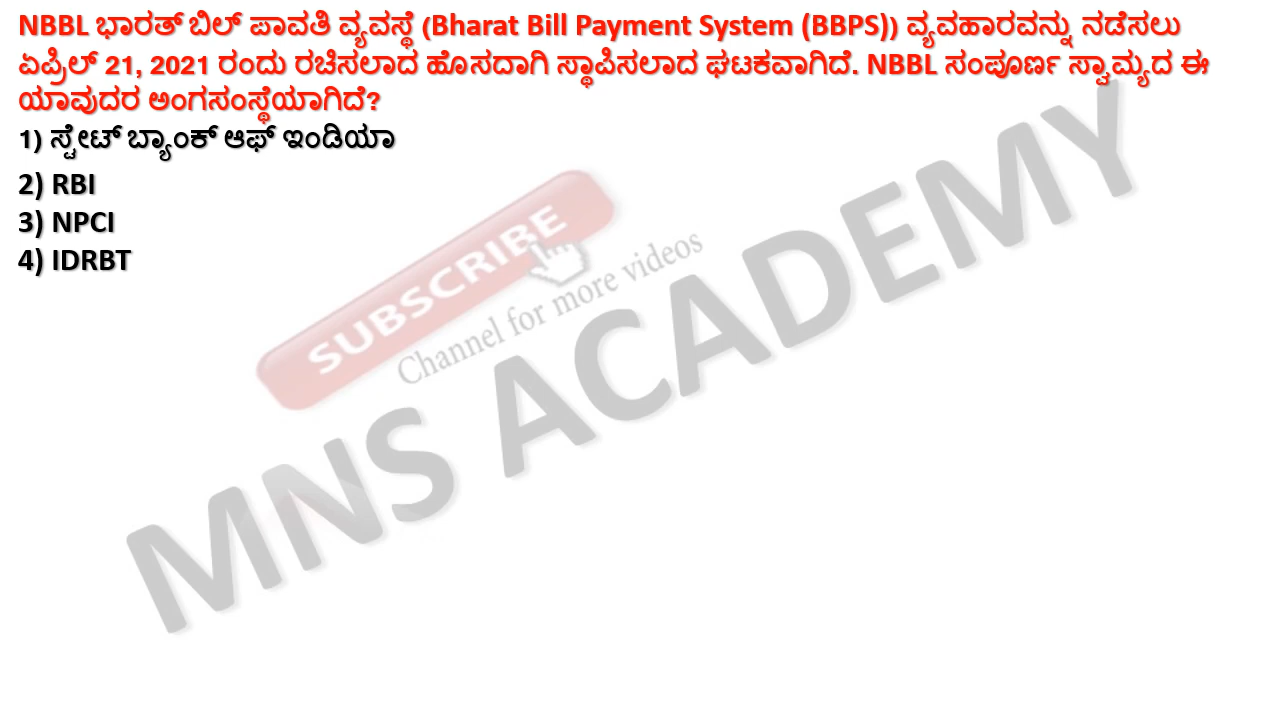 NBBL ಭಾರತ್ ಬಿಲ್ ಪಾವತಿ ವ್ಯವಸ್ಥೆ (Bharat Bill Payment System (BBPS)) ವ್ಯವಹಾರವನ್ನು ನಡೆಸಲು
ಏಪ್ರಿಲ್ 21, 2021 ರಂದು ರಚಿಸಲಾದ ಹೊಸದಾಗಿ ಸ್ಥಾಪಿಸಲಾದ ಘಟಕವಾಗಿದೆ. NBBL ಸಂಪೂರ್ಣ ಸ್ವಾಮ್ಯದ ಈ
ಯಾವುದರ ಅಂಗಸಂಸ್ಥೆಯಾಗಿದೆ?
1) ಸ್ಟೇಟ್ ಬ್ಯಾಂಕ್ ಆಫ್ ಇಂಡಿಯಾ
2) RBI
3) NPCI
4) IDRBT
SUBSCRIBE
Channel for more videos
MNS ACADEMY